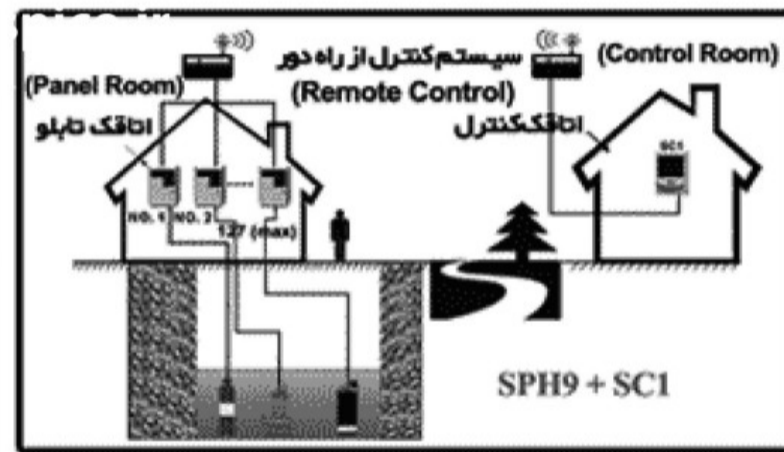 (Panel Room)
اتاقک تابلو
سیستم کنترل از راه دور
(Remote Control)
(Control Room)
اتاقک کنترل
SC1
NO. 1 NO. 2
127 (max)
SPH9 + SC1